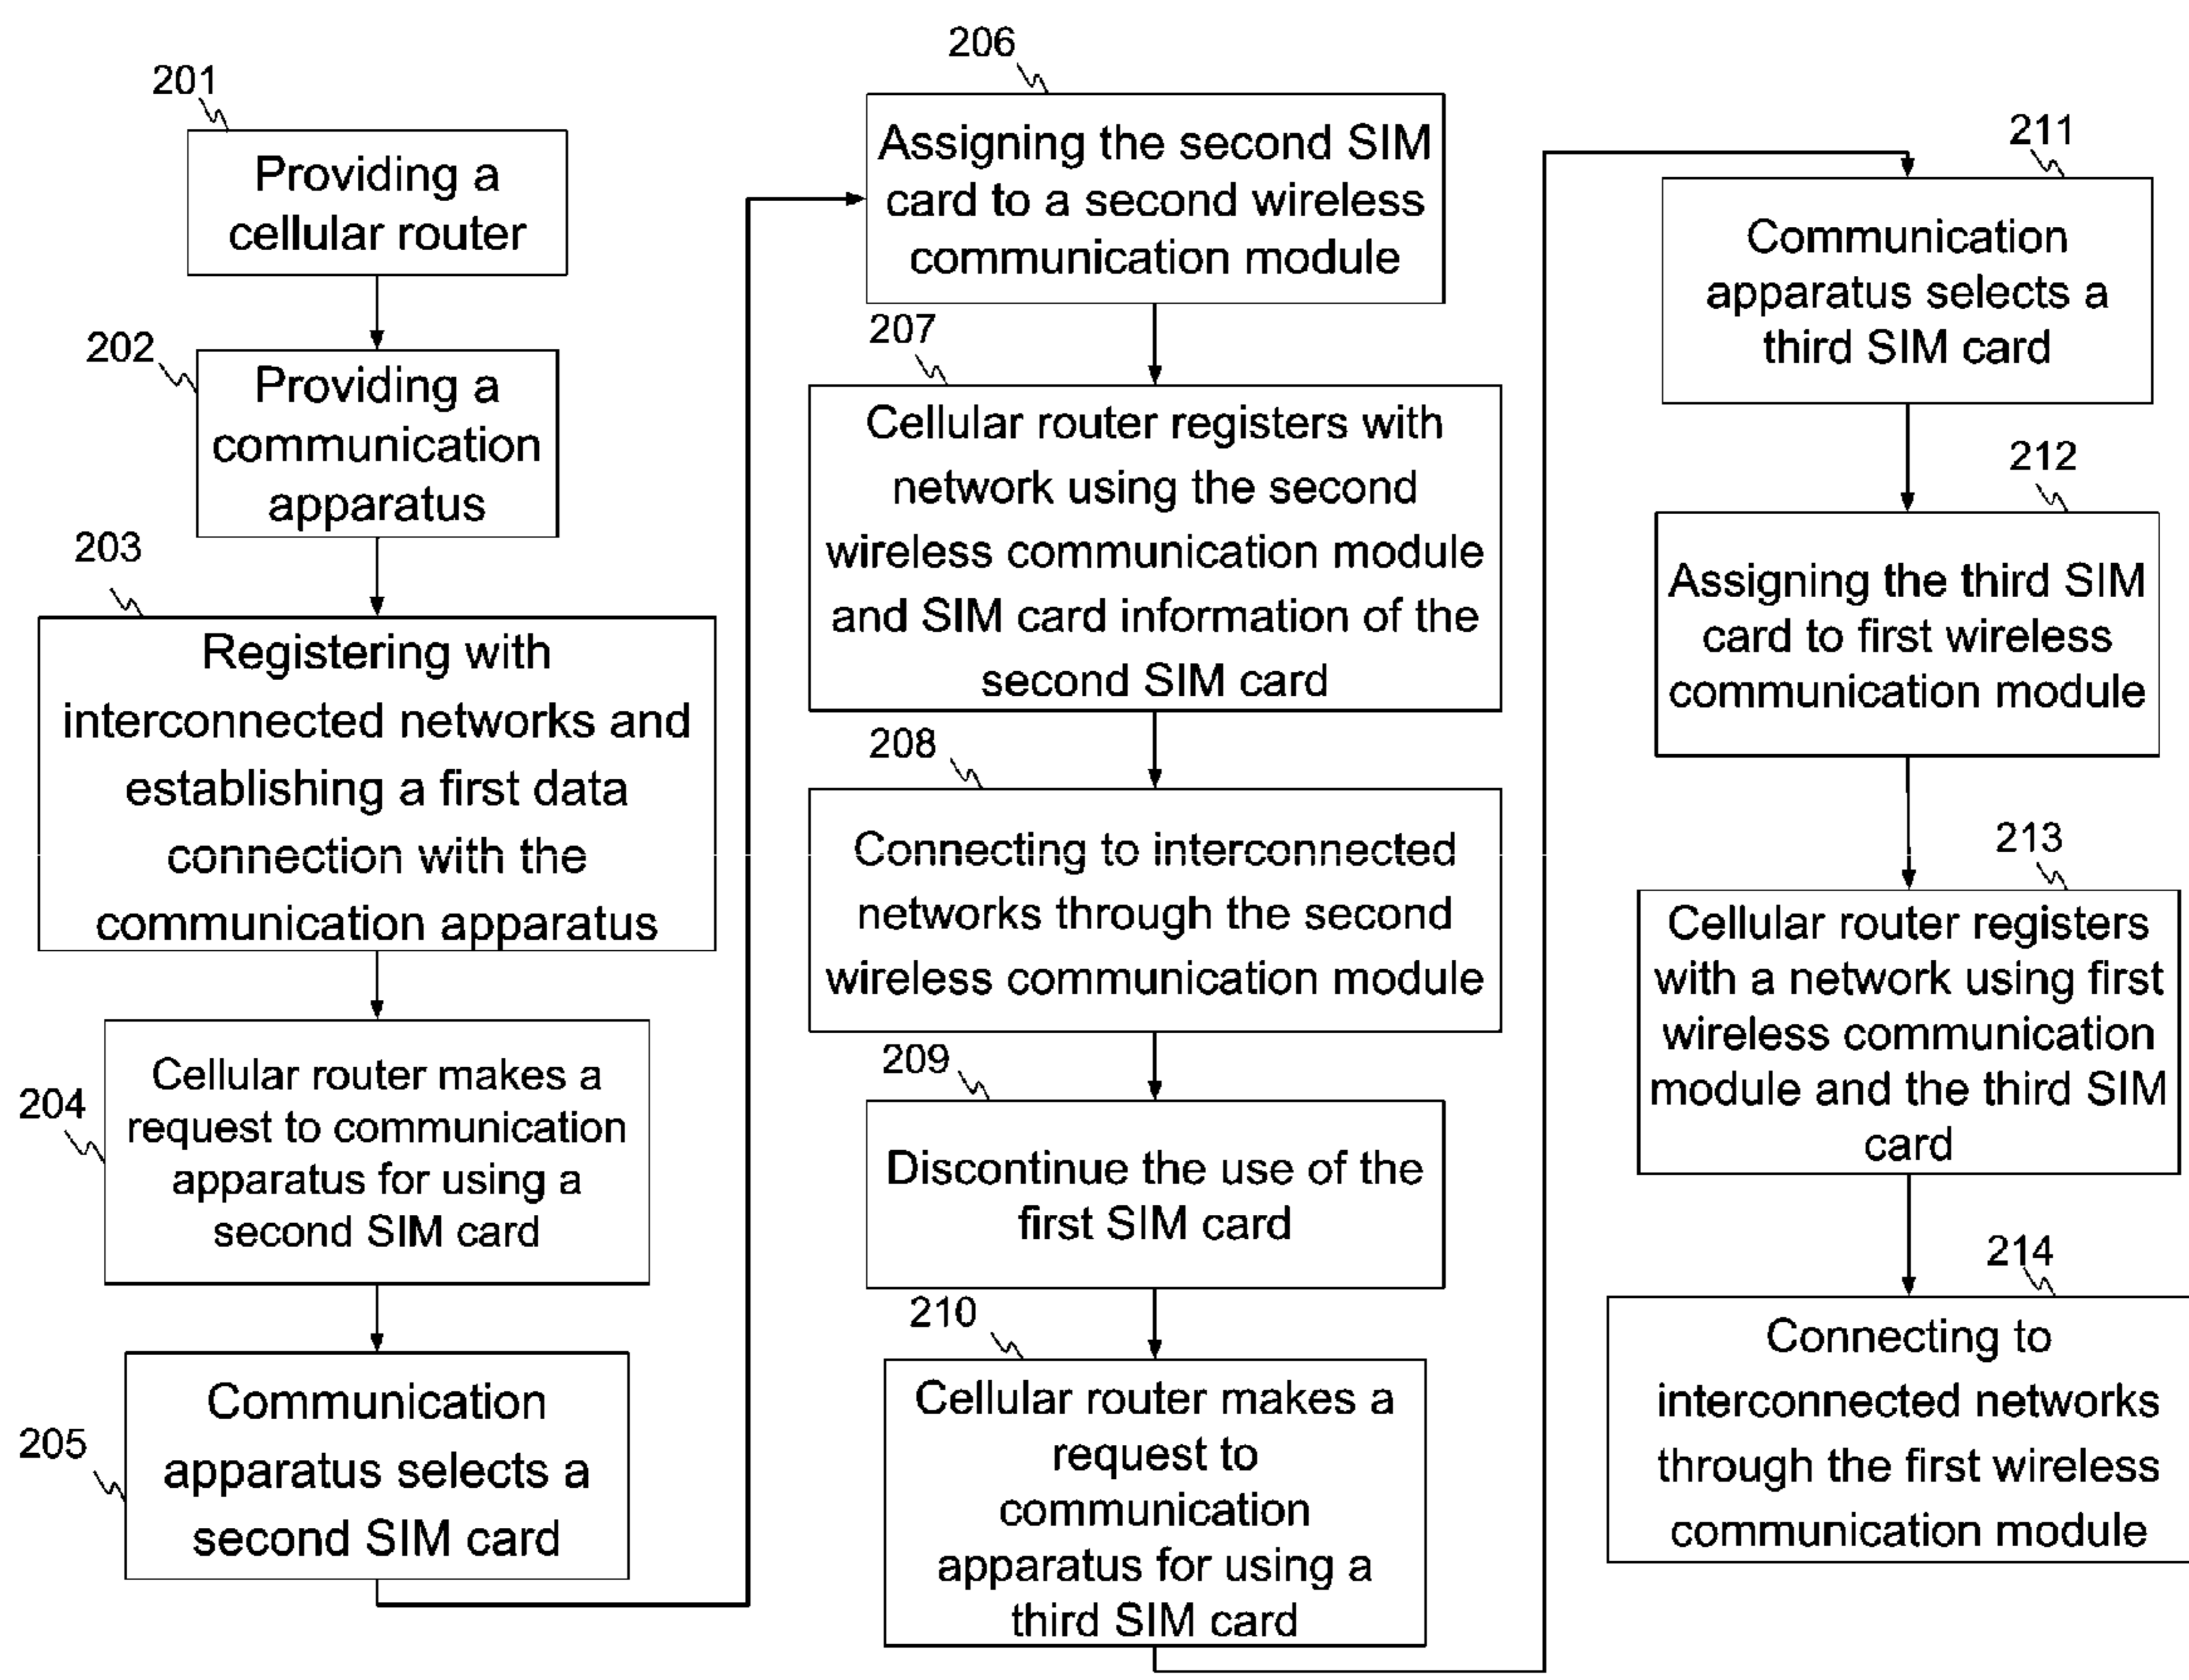 201
Providing a
cellular router
202
Providing a
communication
apparatus
203
Registering with
interconnected networks and
establishing a first data
connection with the
communication apparatus
204
Cellular router makes a
request to communication
apparatus for using a
second SIM card
205
Communication
apparatus selects a
second SIM card
206
Assigning the second SIM
card to a second wireless
communication module
207
Cellular router registers with
network using the second
wireless communication module
and SIM card information of the
second SIM card
208
Connecting to interconnected
networks through the second
wireless communication module
209
Discontinue the use of the
first SIM card
210
Cellular router makes a
request to
communication
apparatus for using a
third SIM card
211
Communication
apparatus selects a
third SIM card
212
Assigning the third SIM
card to first wireless
communication module
213
Cellular router registers
with a network using first
wireless communication
module and the third SIM
card
214
Connecting to
interconnected networks
through the first wireless
communication module